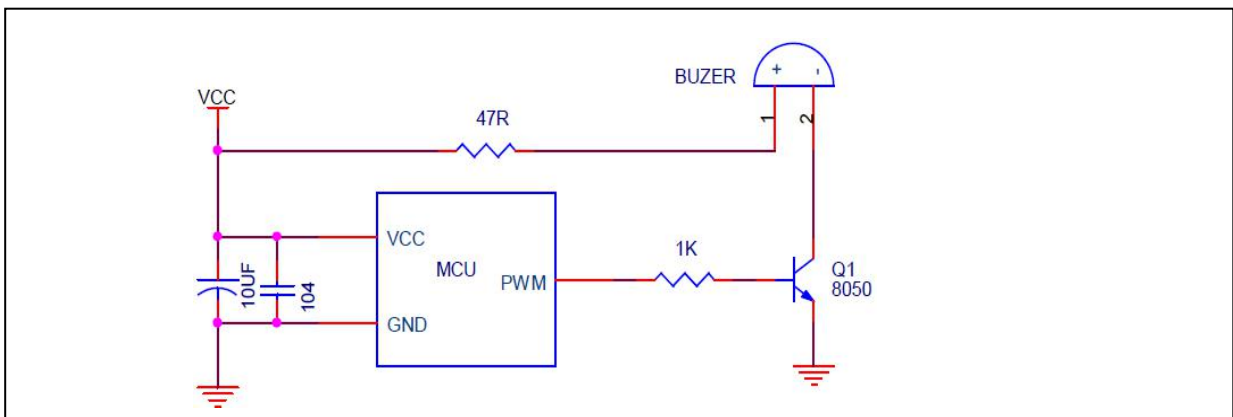 BUZER
+ -
VCC
47R
1
2
VCC
MCU
PWM
GND
10UF
104
1K
Q1
8050